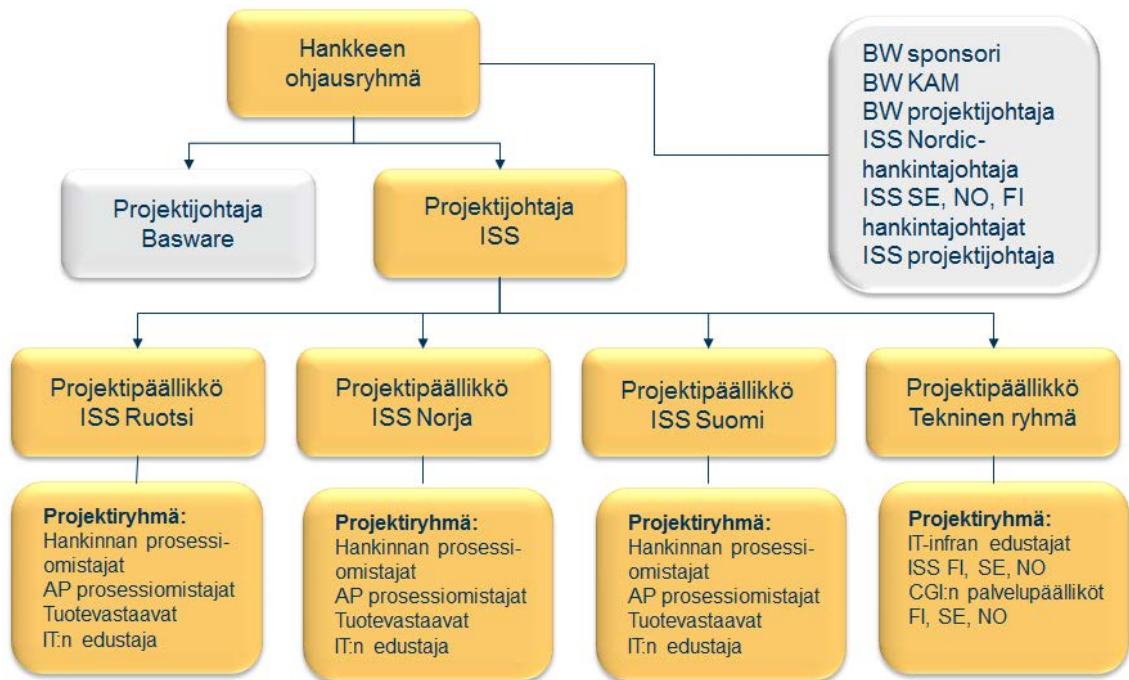 Hankkeen
ohjausryhmä
BW sponsori
BW KAM
BW projektijohtaja
ISS Nordic-
hankintajohtaja
ISS SE, NO, FI
hankintajohtajat
ISS projektijohtaja
Projektijohtaja
Basware
Projektijohtaja
ISS
Projektipäällikkö
ISS Ruotsi
Projektipäällikkö
ISS Norja
Projektipäällikkö
ISS Suomi
Projektipäällikkö
Tekninen ryhmä
Projektiryhmä:
Hankinnan prosessi-
omistajat
AP prosessiomistajat
Tuotevastaavat
IT:n edustaja
Projektiryhmä:
Hankinnan prosessi-
omistajat
AP prosessiomistajat
Tuotevastaavat
IT:n edustaja
Projektiryhmä:
Hankinnan prosessi-
omistajat
AP prosessiomistajat
Tuotevastaavat
IT:n edustaja
Projektiryhmä:
IT-infran edustajat
ISS FI, SE, NO
CGI:n palvelupäälliköt
FI, SE, NO